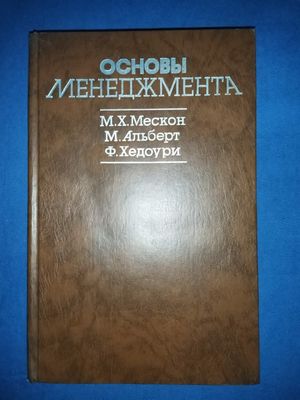 ОСНОВЫ
МЕНЕДЖМЕНТА
М.Х.Мескон
М.Альберт
Ф.Хедоури